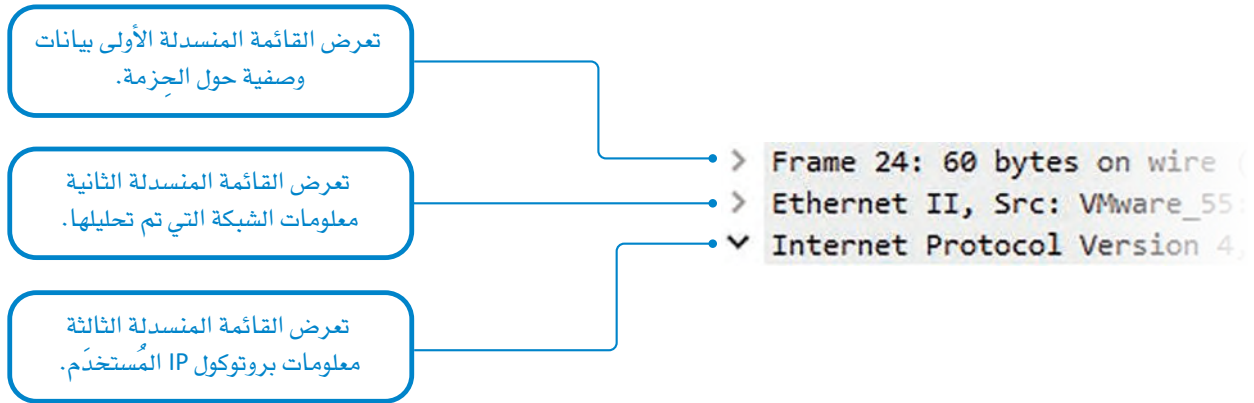 تعرض القائمة المنسدلة الأولى بيانات
وصفية حول الحِزمة.
تعرض القائمة المنسدلة الثانية
معلومات الشبكة التي تم تحليلها.
تعرض القائمة المنسدلة الثالثة
معلومات بروتوكول IP المُستخدَم.
Frame 24: 60 bytes on wire (
Ethernet II, Src: VMware_55:
Internet Protocol Version 4,